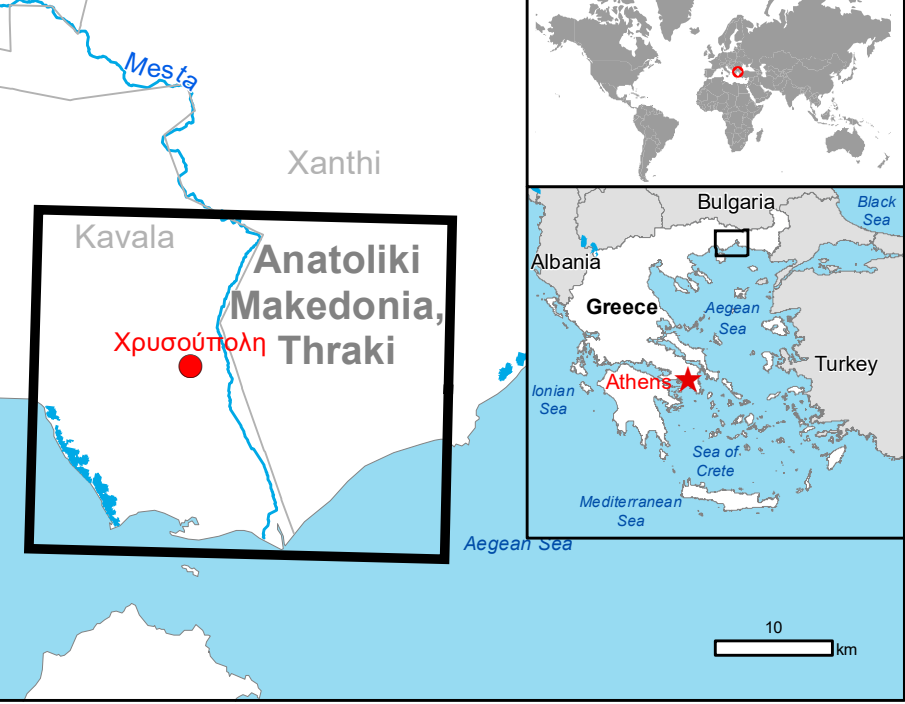 Mesta
Xanthi
Kavala
Anatoliki
Makedonia,
Thraki
Χρυσούπολη
Aegean Sea
Bulgaria
Black
Sea
Albania
Greece
Aegean
Sea
Turkey
Athens
Ionian
Sea
Sea of
Crete
Mediterranean
Sea
10
km